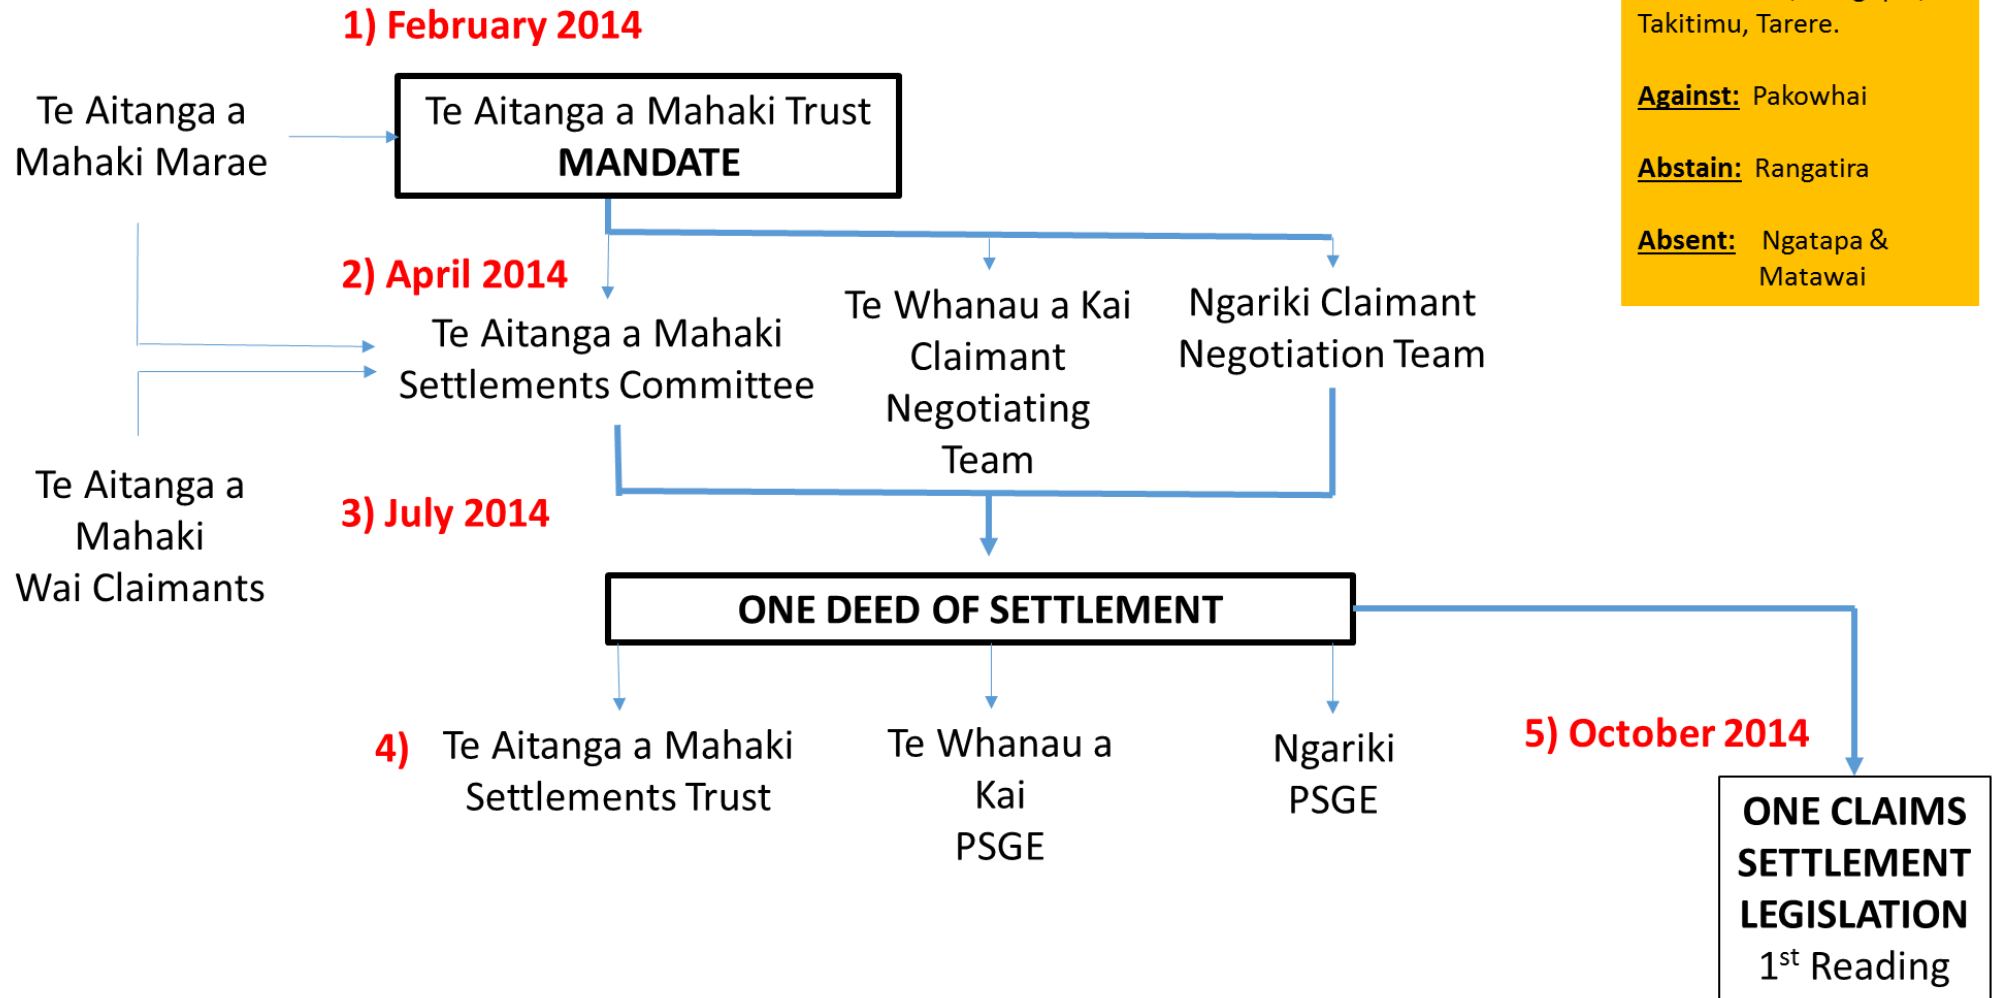 1) February 2014
Takitimu, Tarere.
Against: Pakowhai
Abstain: Rangatira
Absent: Ngatapa &
Matawai
Te Aitanga a
Mahaki Marae
Te Aitanga a Mahaki Trust
MANDATE
2) April 2014
Te Aitanga a Mahaki
Settlements Committee
Te Whanau a Kai
Claimant
Negotiating
Team
Ngariki Claimant
Negotiation Team
Te Aitanga a
Mahaki
Wai Claimants
3) July 2014
ONE DEED OF SETTLEMENT
4)
Te Aitanga a Mahaki
Settlements Trust
Te Whanau a
Kai
PSGE
Ngariki
PSGE
5) October 2014
ONE CLAIMS
SETTLEMENT
LEGISLATION
1st Reading